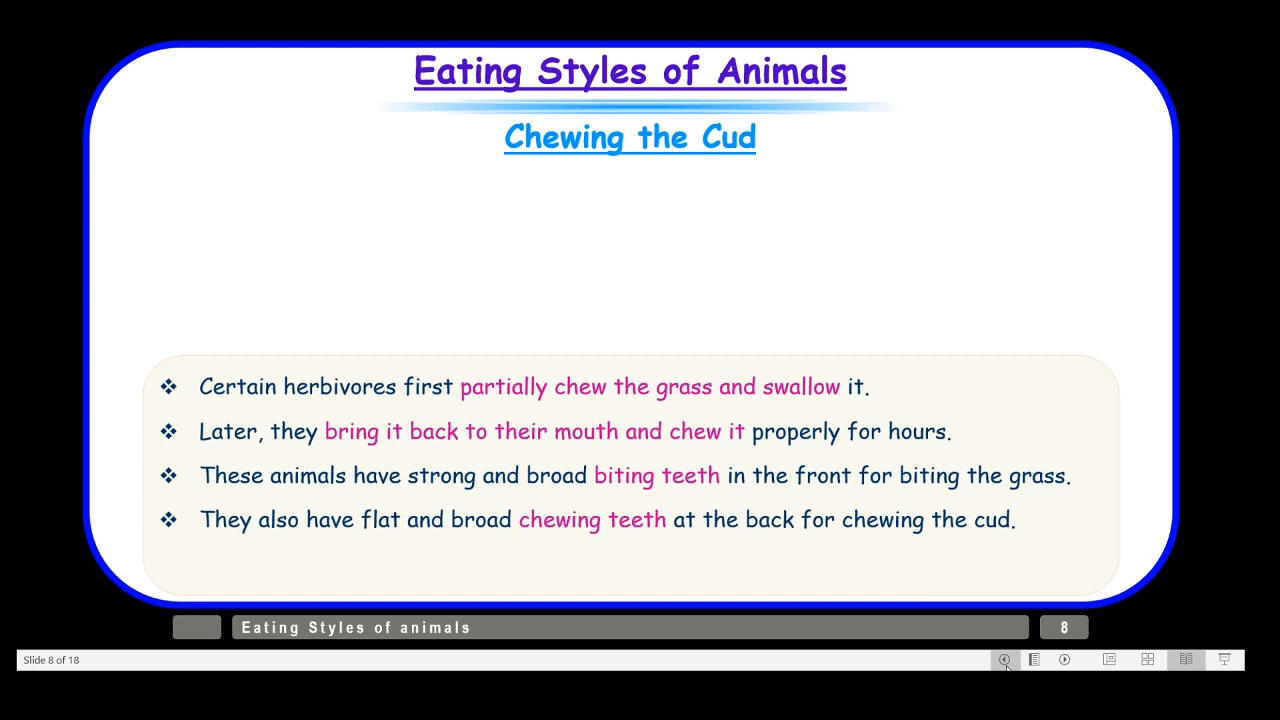 Eating Styles of Animals
Chewing the Cud
❖ Certain herbivores first partially chew the grass and swallow it.
❖ Later, they bring it back to their mouth and chew it properly for hours.
❖ These animals have strong and broad biting teeth in the front for biting the grass.
❖ They also have flat and broad chewing teeth at the back for chewing the cud.
Eating Styles of animals
8
Slide 8 of 18